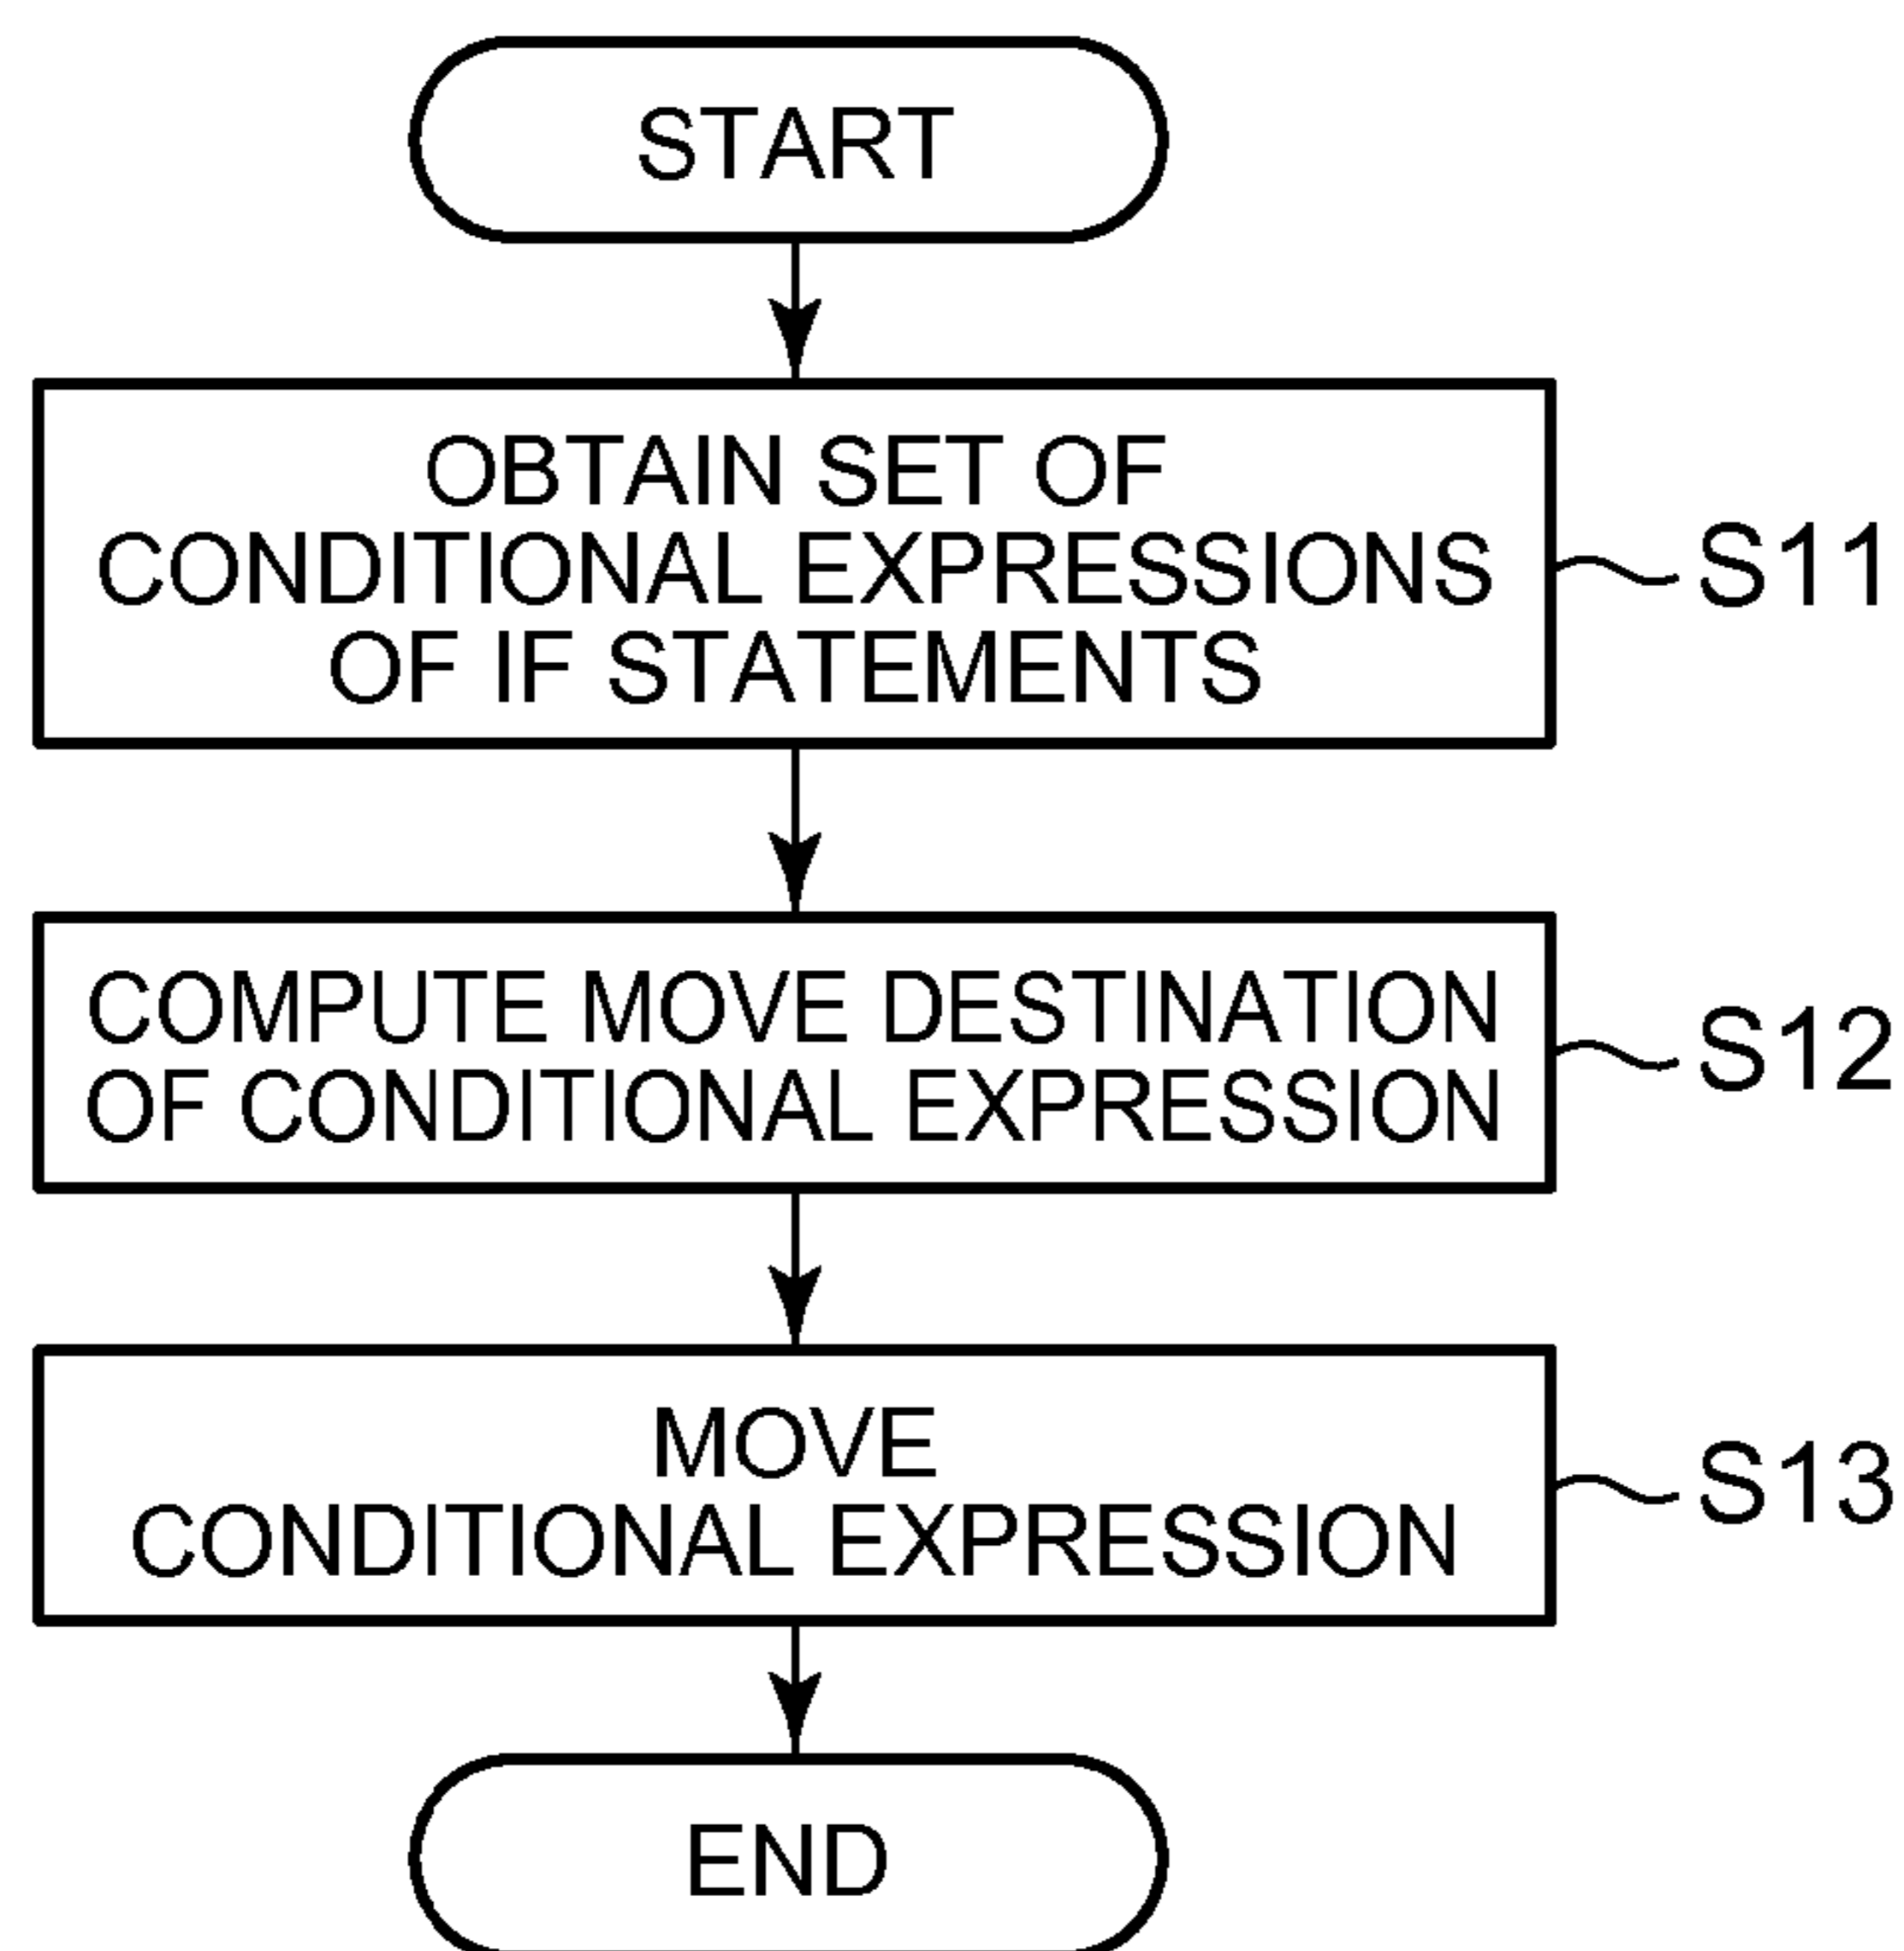 START
OBTAIN SET OF
CONDITIONAL EXPRESSIONS
OF IF STATEMENTS
S11
COMPUTE MOVE DESTINATION
OF CONDITIONAL EXPRESSION
S12
MOVE
CONDITIONAL EXPRESSION
S13
END